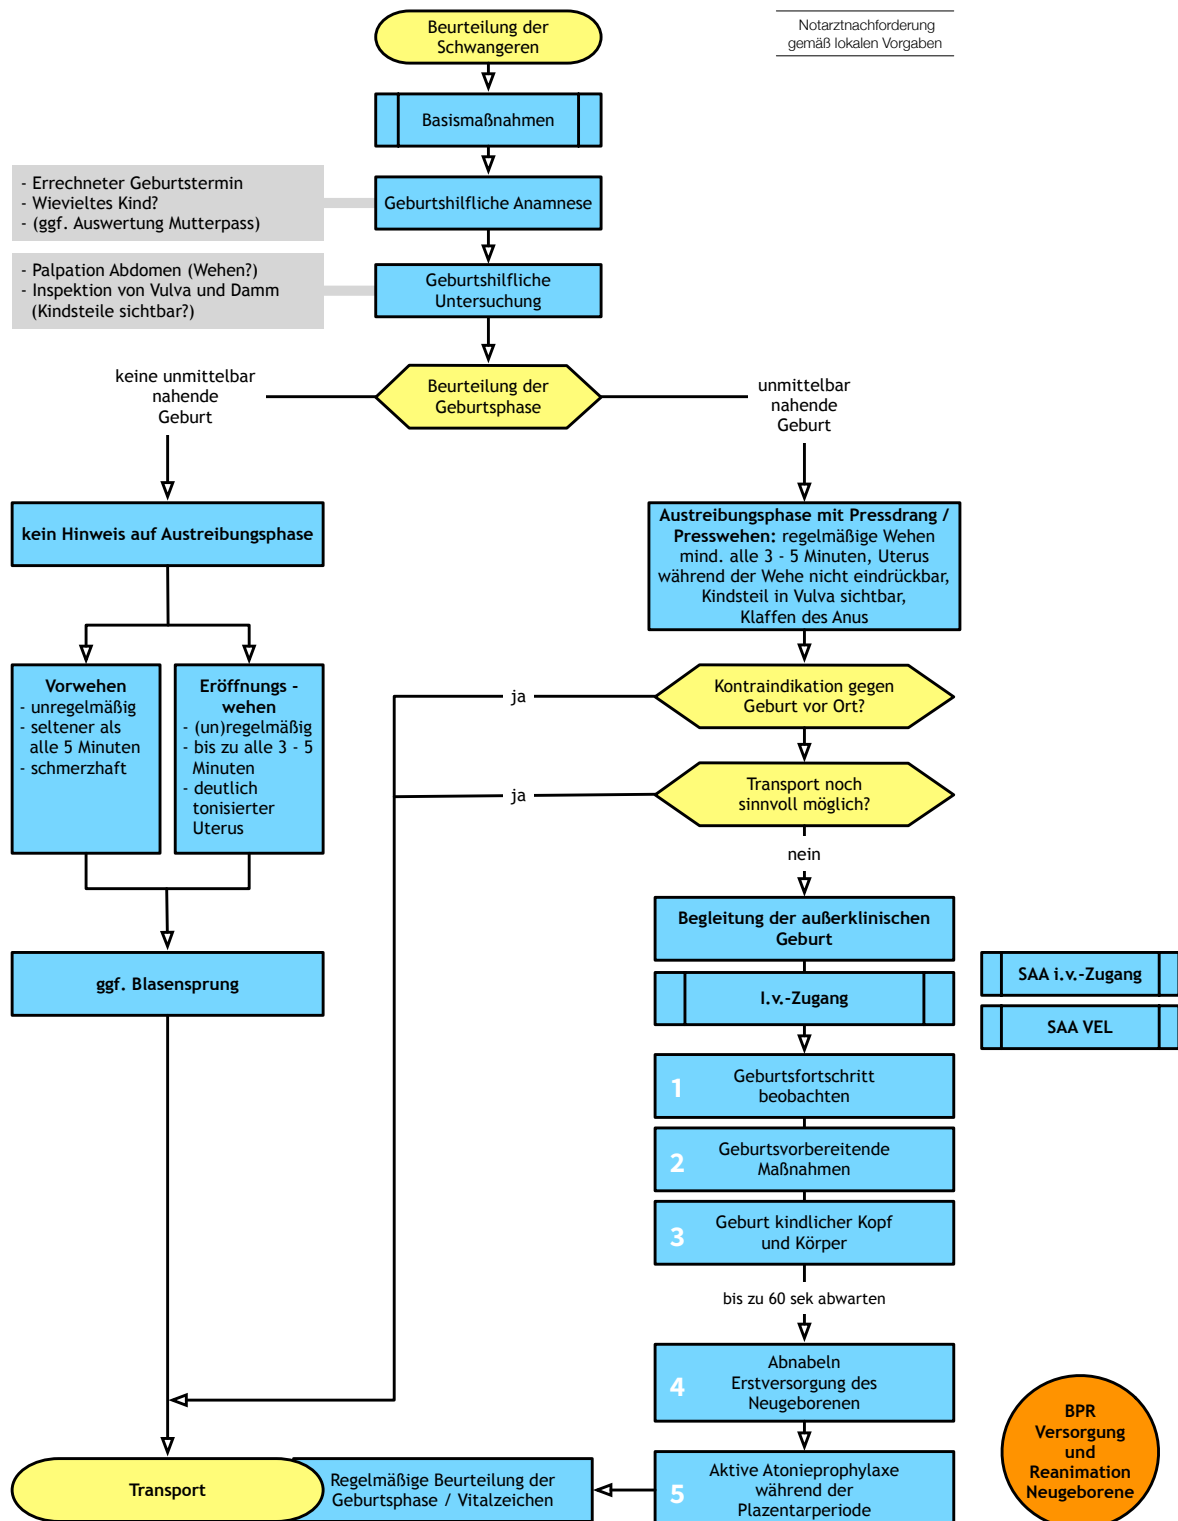 Beurteilung der
Schwangeren
Notarztnachforderung
gemäß lokalen Vorgaben
Basismaßnahmen
- Errechneter Geburtstermin
- Wievieltes Kind?
- (ggf. Auswertung Mutterpass)
Geburtshilfliche Anamnese
- Palpation Abdomen (Wehen?)
- Inspektion von Vulva und Damm
(Kindsteile sichtbar?)
Geburtshilfliche
Untersuchung
keine unmittelbar
nahende
Geburt
Beurteilung der
Geburtsphase
unmittelbar
nahende
Geburt
kein Hinweis auf Austreibungsphase
Austreibungsphase mit Pressdrang /
Presswehen: regelmäßige Wehen
mind. alle 3 - 5 Minuten, Uterus
während der Wehe nicht eindrückbar,
Kindsteil in Vulva sichtbar,
Klaffen des Anus
Vorwehen
- unregelmäßig
- seltener als
alle 5 Minuten
- schmerzhaft
Eröffnungs -
wehen
- (un)regelmäßig
- bis zu alle 3 - 5
Minuten
- deutlich
tonisierter
Uterus
ja
Kontraindikation gegen
Geburt vor Ort?
ja
Transport noch
sinnvoll möglich?
nein
Begleitung der außerklinischen
Geburt
ggf. Blasensprung
I.v.-Zugang
SAA i.v.-Zugang
SAA VEL
1 Geburtsfortschritt
beobachten
2 Geburtsvorbereitende
Maßnahmen
3 Geburt kindlicher Kopf
und Körper
bis zu 60 sek abwarten
4 Abnabeln
Erstversorgung des
Neugeborenen
BPR
Versorgung
und
Reanimation
Neugeborene
Transport
Regelmäßige Beurteilung der
Geburtsphase / Vitalzeichen
5 Aktive Atonieprophylaxe
während der
Plazentarperiode